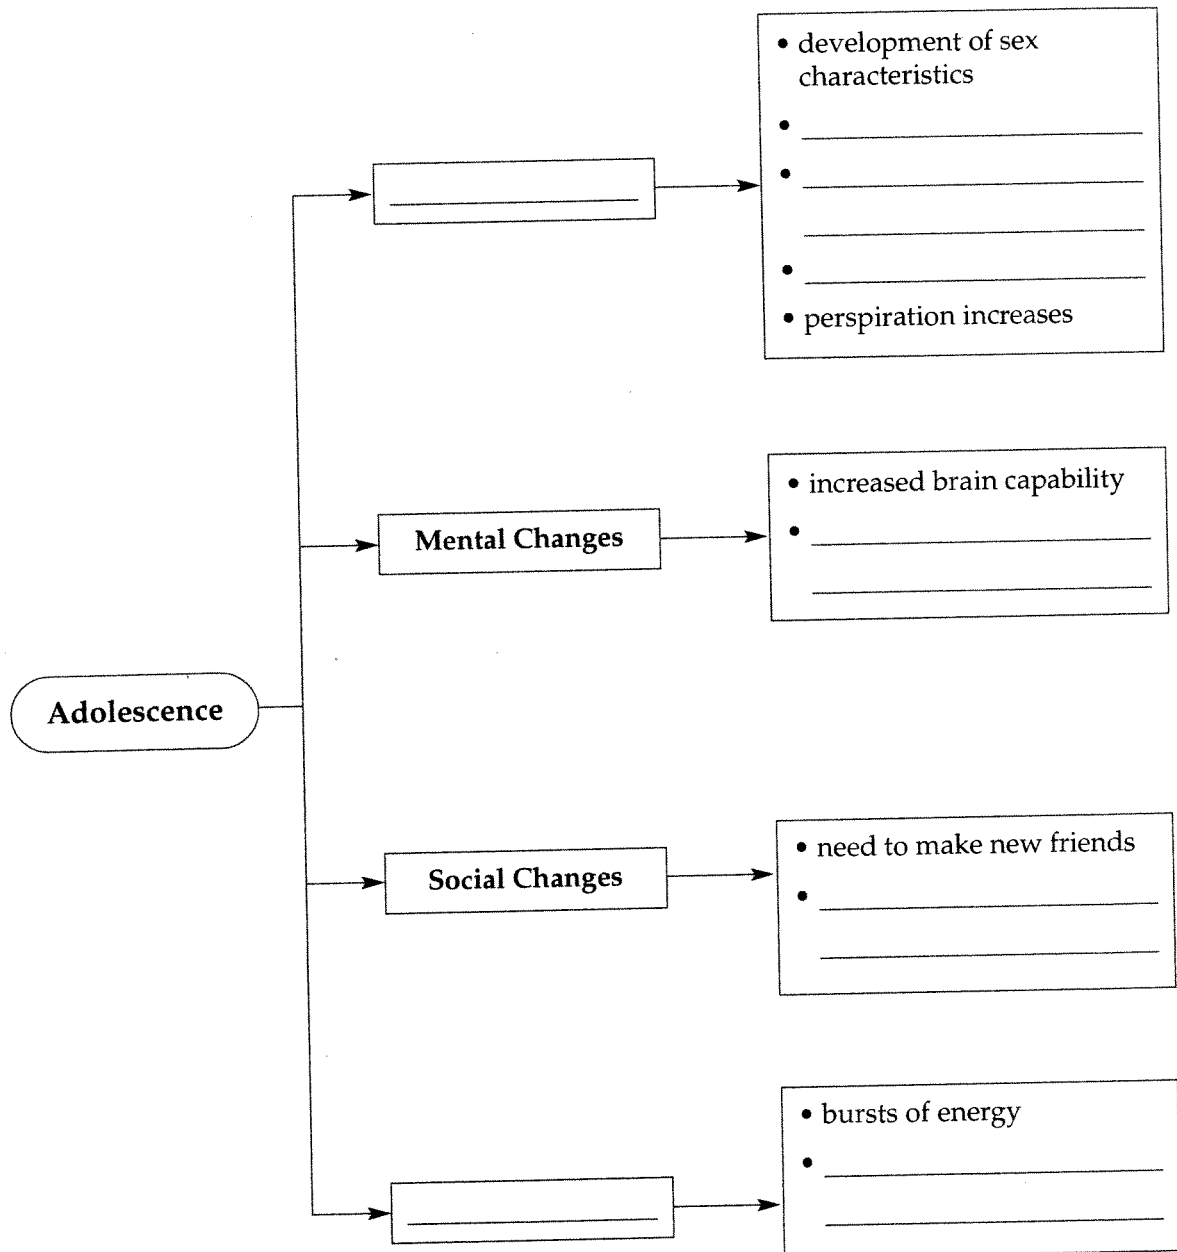 • development of sex
characteristics
•
•
•
• perspiration increases
• increased brain capability
Mental Changes
•
Adolescence
• need to make new friends
Social Changes
•
• bursts of energy
•